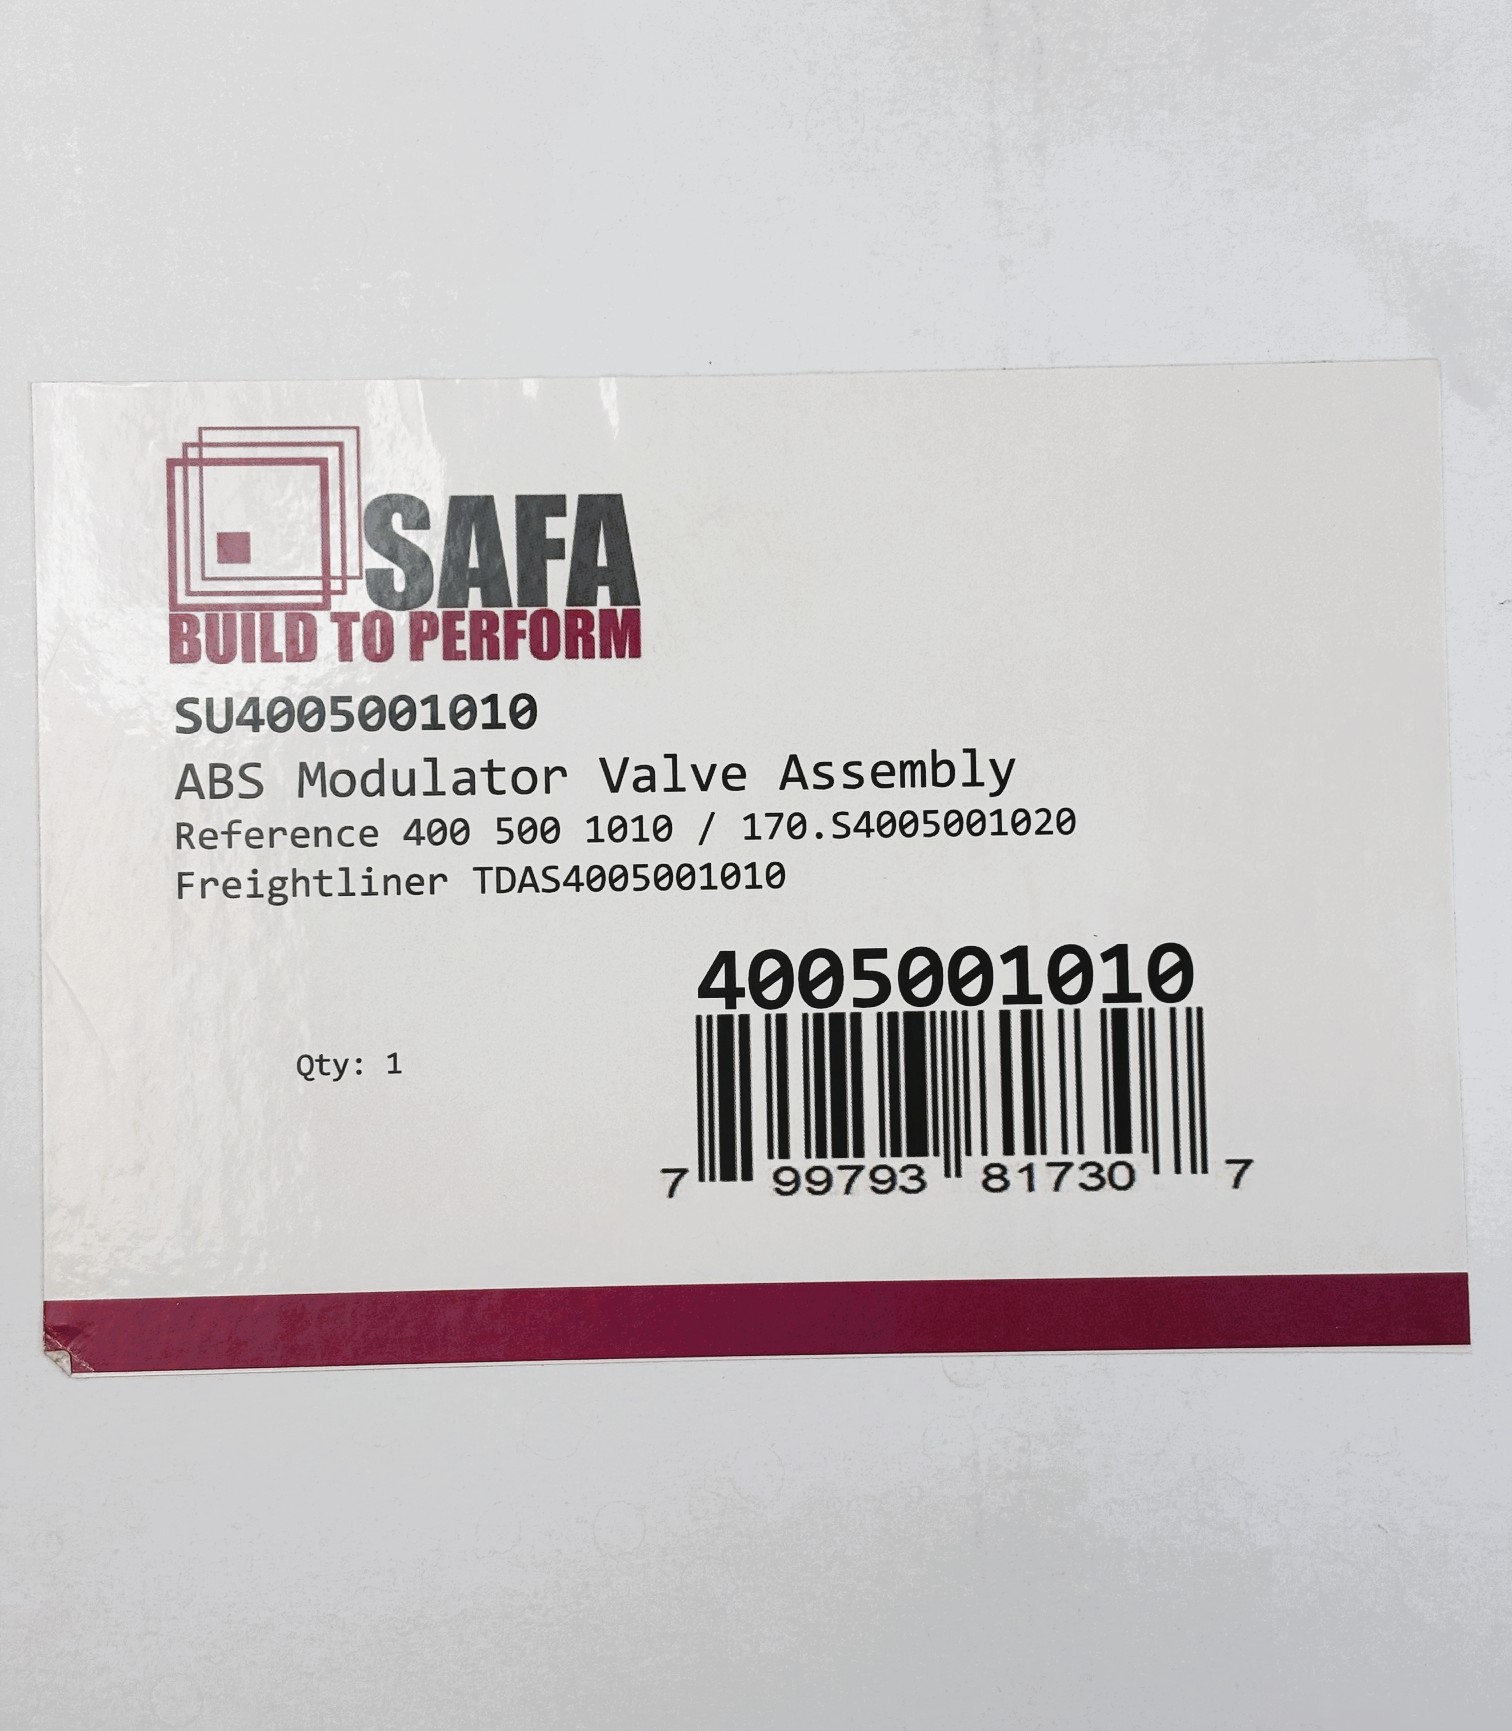 SAFA
BUILD TO PERFORM
SU4005001010
ABS Modulator Valve Assembly
Reference 400 500 1010 / 170.S4005001020
Freightliner TDAS4005001010
4005001010
Qty: 1
7 99793 81730 7